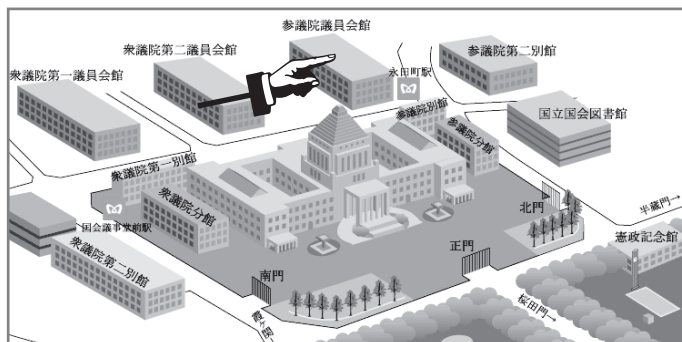 参議院議員会館
衆議院第二議員会館
参議院第二別館
衆議院第一議員会館
永田町駅
国立国会図書館
参議院別館
参議院分館
衆議院第一別館
衆議院分館
北門
半蔵門→
国会議事堂前駅
憲政記念館
衆議院第二別館
正門
南門
桜田門→
霞ヶ関→